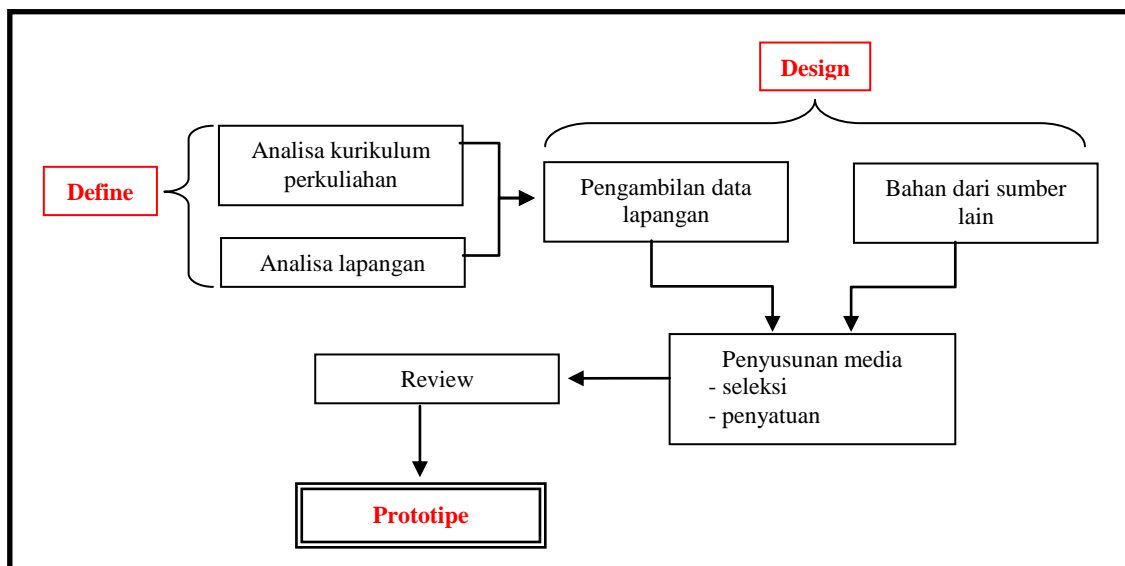 Design
Define
Analisa kurikulum
perkuliahan
Analisa lapangan
Pengambilan data
lapangan
Bahan dari sumber
lain
Penyusunan media
- seleksi
- penyatuan
Review
Prototipe